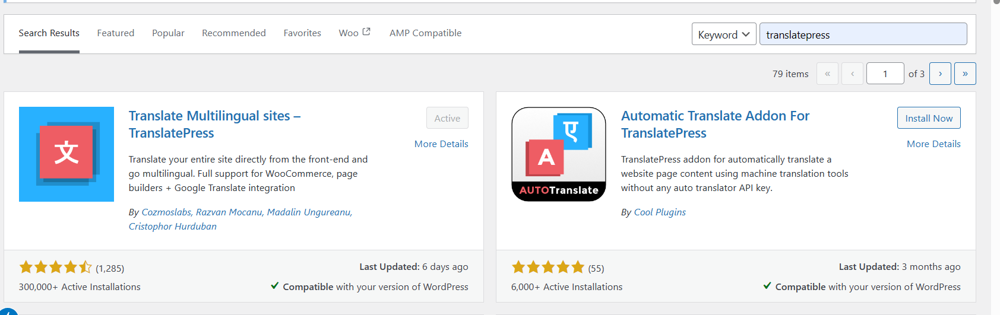 Search Results Featured Popular Recommended Favorites Woo AMP Compatible Keyword translatepress
79 items « ‹ 1 of 3 › »
文
Translate Multilingual sites –
TranslatePress
Active
More Details
Translate your entire site directly from the front-end and
go multilingual. Full support for WooCommerce, page
builders + Google Translate integration
By Cozmoslabs, Razvan Mocanu, Madalin Ungureanu,
Cristophor Hurduban
(1,285)
Last Updated: 6 days ago
300,000+ Active Installations
Compatible with your version of WordPress
ए
A
AUTOTranslate
Automatic Translate Addon For
TranslatePress
Install Now
More Details
TranslatePress addon for automatically translate a
website page content using machine translation tools
without any auto translator API key.
By Cool Plugins
(55)
Last Updated: 3 months ago
6,000+ Active Installations
Compatible with your version of WordPress